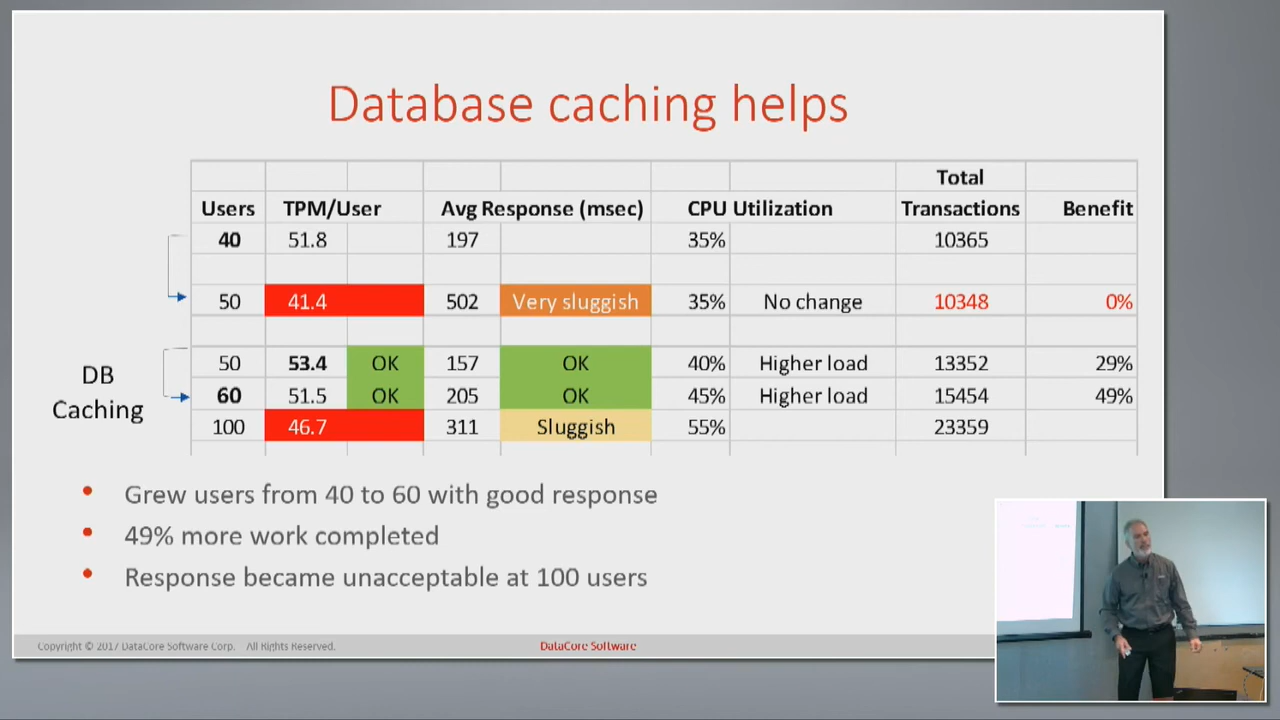 Database caching helps
Total
Users TPM/User Avg Response (msec) CPU Utilization Transactions Benefit
40 51.8 197 35% 10365
50 41.4 502 Very sluggish 35% No change 10348 0%
DB Caching
50 53.4 OK 157 OK 40% Higher load 13352 29%
60 51.5 OK 205 OK 45% Higher load 15454 49%
100 46.7 311 Sluggish 55% 23359
• Grew users from 40 to 60 with good response
• 49% more work completed
• Response became unacceptable at 100 users
Copyright © 2017 DataCore Software Corp. All Rights Reserved. DataCore Software